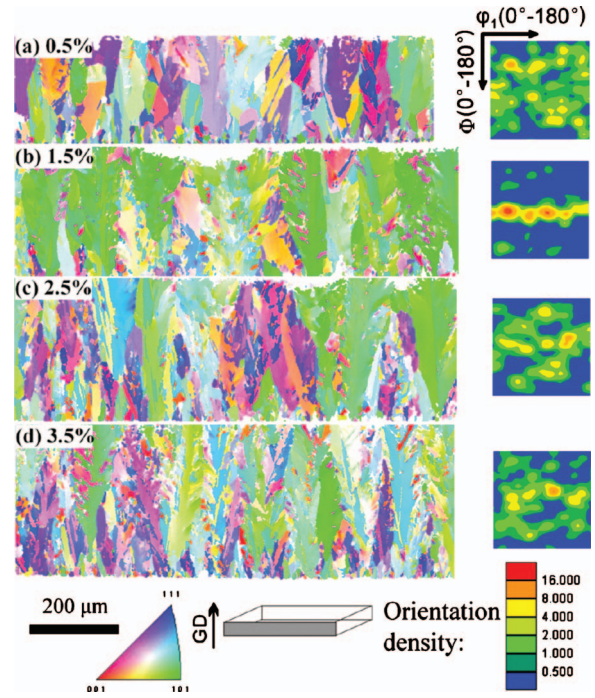 (a) 0.5%
φ₁(0°-180°)
Φ(0°-180°)
(b) 1.5%
(c) 2.5%
(d) 3.5%
200 µm
111
001
101
GD
Orientation
density:
16.000
8.000
4.000
2.000
1.000
0.500